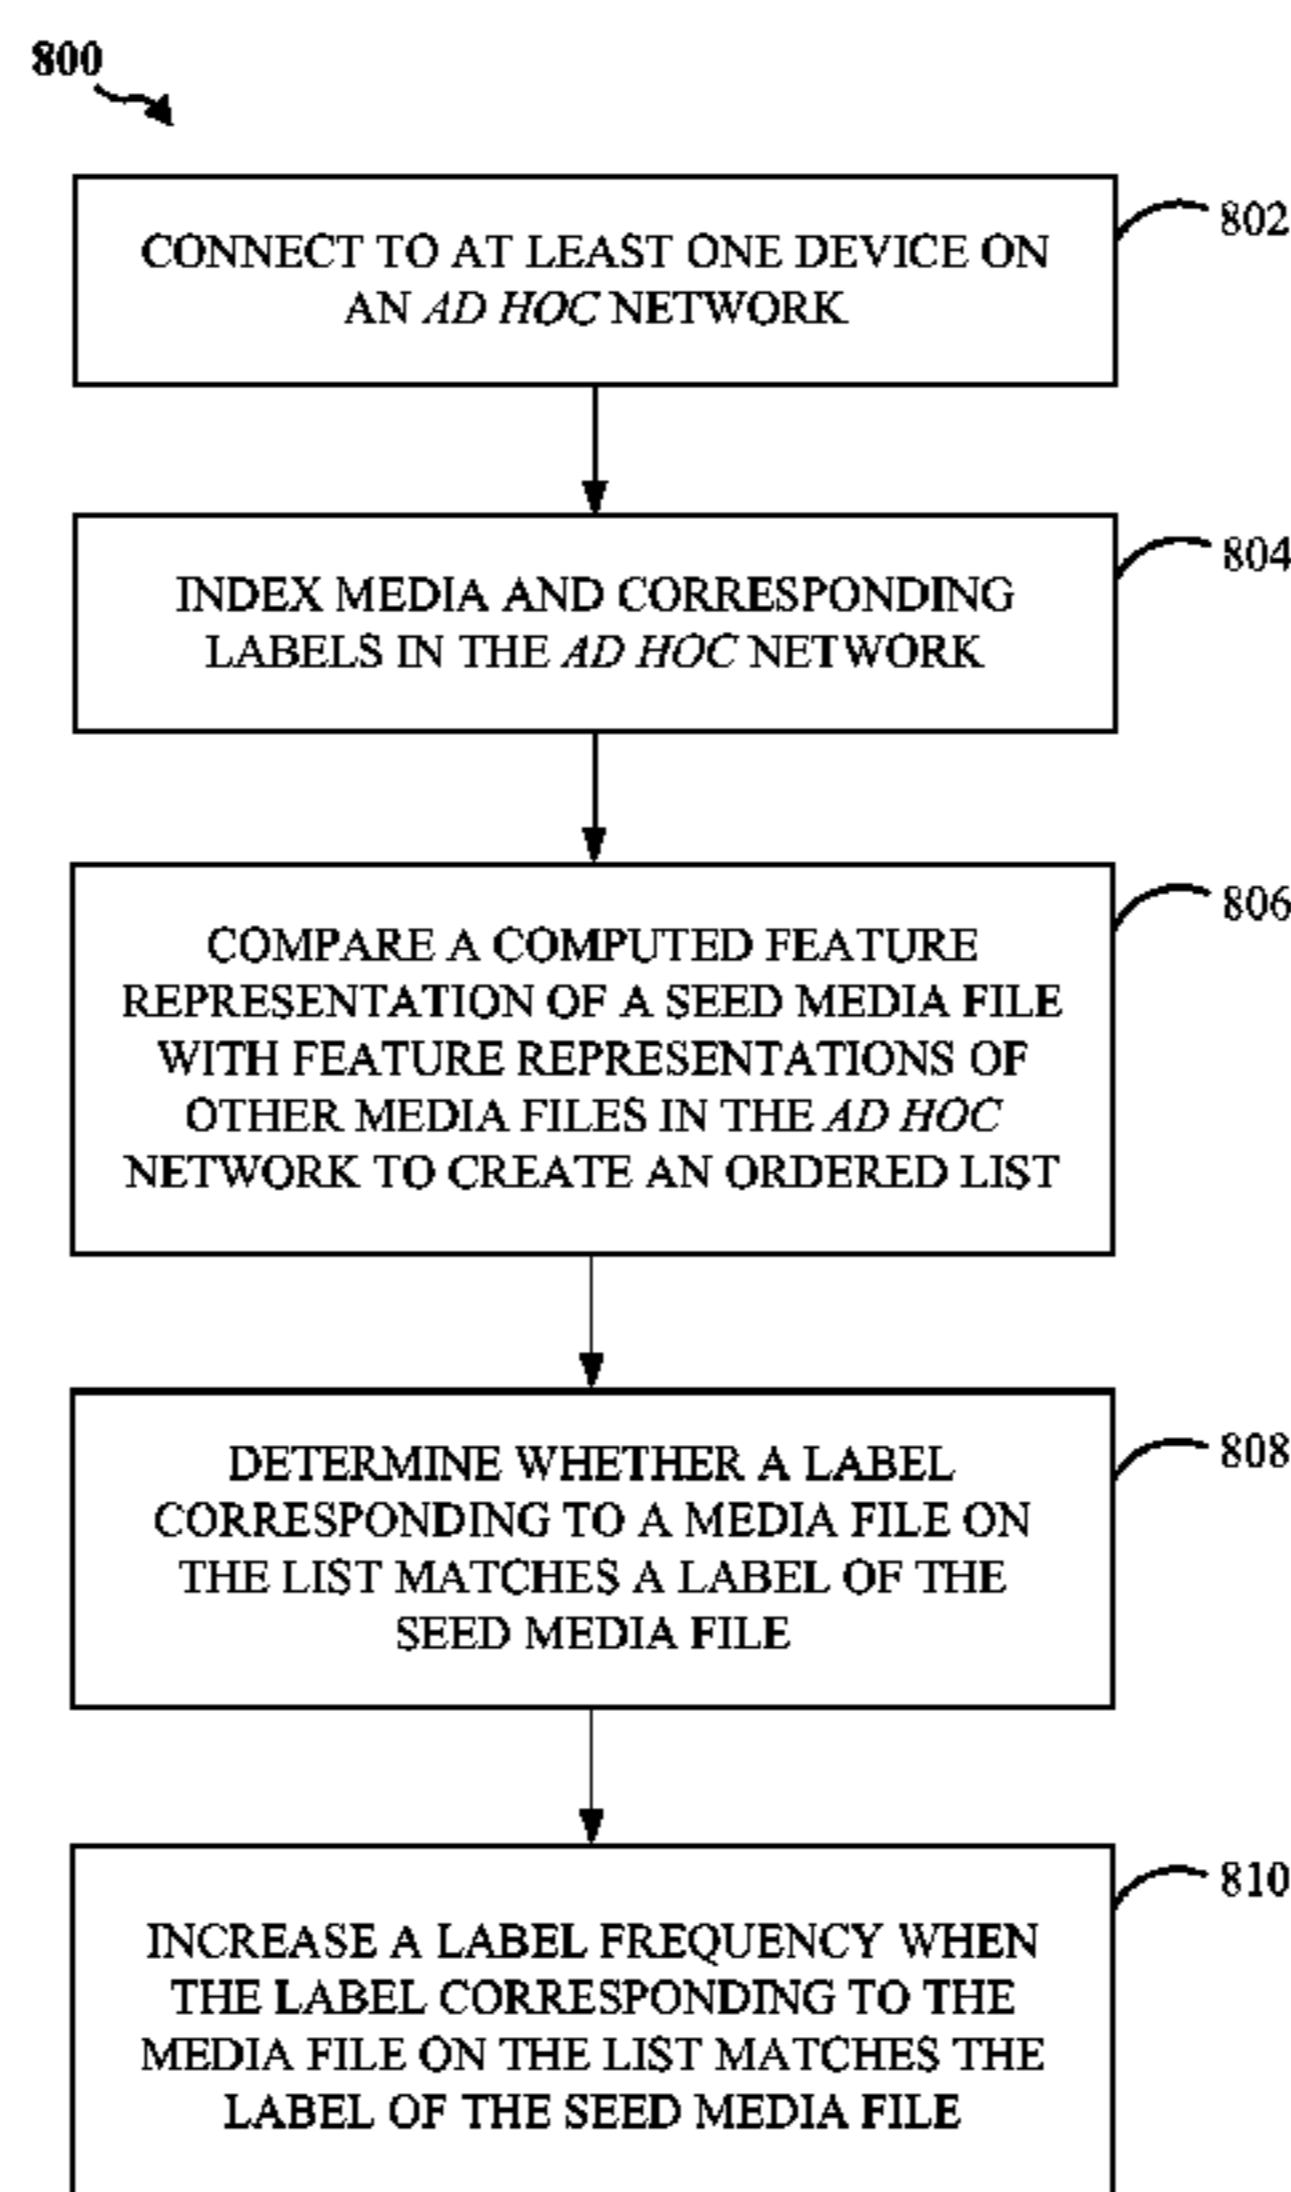 800
CONNECT TO AT LEAST ONE DEVICE ON
AN AD HOC NETWORK
802
INDEX MEDIA AND CORRESPONDING
LABELS IN THE AD HOC NETWORK
804
COMPARE A COMPUTED FEATURE
REPRESENTATION OF A SEED MEDIA FILE
WITH FEATURE REPRESENTATIONS OF
OTHER MEDIA FILES IN THE AD HOC
NETWORK TO CREATE AN ORDERED LIST
806
DETERMINE WHETHER A LABEL
CORRESPONDING TO A MEDIA FILE ON
THE LIST MATCHES A LABEL OF THE
SEED MEDIA FILE
808
INCREASE A LABEL FREQUENCY WHEN
THE LABEL CORRESPONDING TO THE
MEDIA FILE ON THE LIST MATCHES THE
LABEL OF THE SEED MEDIA FILE
810